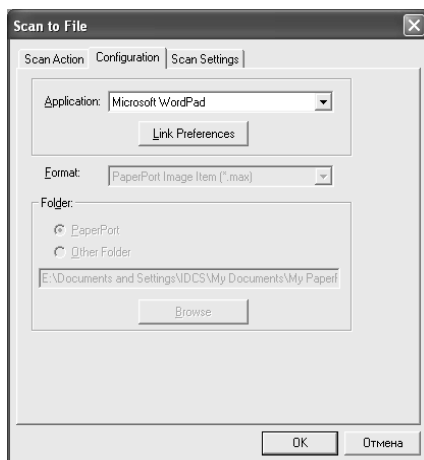 Scan to File
Scan Action Configuration Scan Settings
Application: Microsoft WordPad
Link Preferences
Format: PaperPort Image Item (*.max)
Folder:
PaperPort
Other Folder
E:\Documents and Settings\IDCS\My Documents\My Paperf
Browse
OK Отмена